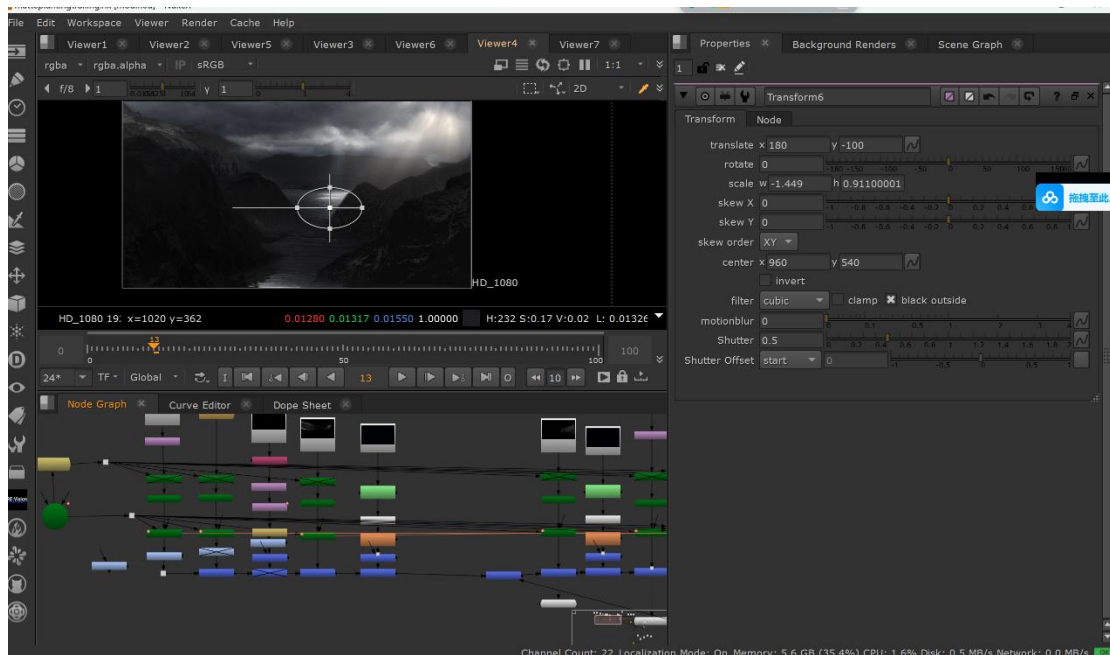 File Edit Workspace Viewer Render Cache Help
Viewer1 Viewer2 Viewer5 Viewer3 Viewer6 Viewer4 Viewer7
rgba rgba.alpha IP sRGB 1:1
f/8 1 Y 1 2D
HD_1080
HD_1080 19: x=1020 y=362 0.01280 0.01317 0.01550 1.00000 H:232 S:0.17 V:0.02 L: 0.01326
0 13 0 50 100 100
24* TF Global I 13 O 10
Node Graph Curve Editor Dope Sheet
Properties Background Renders Scene Graph
1
Transform6 ?
Transform Node
translate x 180 y -100
rotate 0
scale w -1.449 h 0.91100001
skew X 0
skew Y 0
skew order XY
center x 960 y 540
invert
filter cubic clamp black outside
motionblur 0
Shutter 0.5
Shutter Offset start 0
拖拽至此
Channel Count: 22 Localization Mode: On Memory: 5.6 GB (35.4%) CPU: 1.6% Disk: 0.5 MB/s Network: 0.0 MB/s